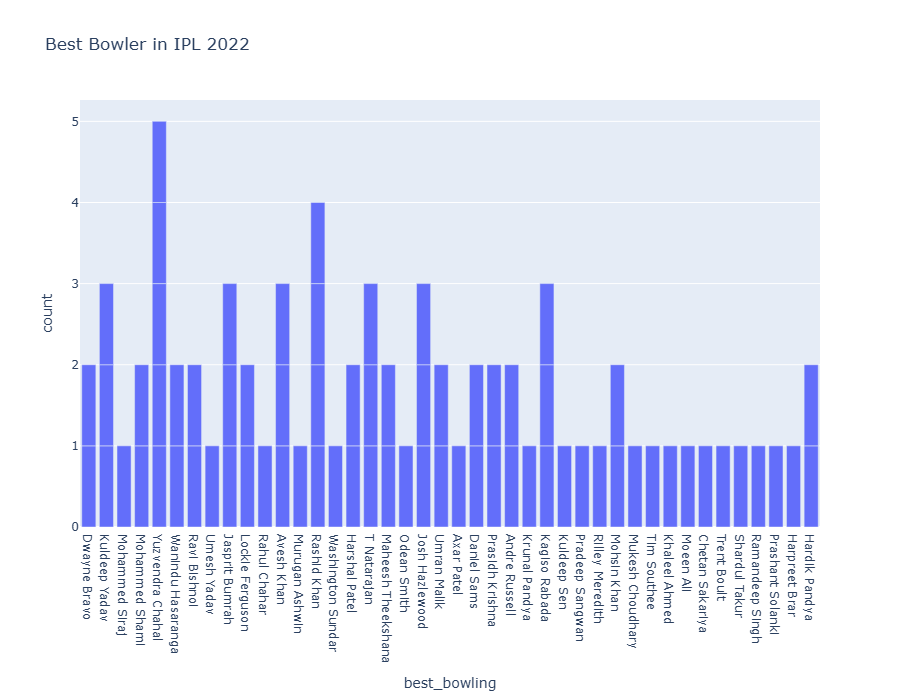 Best Bowler in IPL 2022
count
5
4
3
2
1
0
Dwayne Bravo
Kuldeep Yadav
Mohammed Siraj
Mohammed Shami
Yuzvendra Chahal
Wanindu Hasaranga
Ravi Bishnoi
Umesh Yadav
Jasprit Bumrah
Lockie Ferguson
Rahul Chahar
Avesh Khan
Murugan Ashwin
Rashid Khan
Washington Sundar
Harshal Patel
T Natarajan
Maheesh Theekshana
Odean Smith
Josh Hazlewood
Umran Malik
Axar Patel
Daniel Sams
Prasidh Krishna
Andre Russell
Krunal Pandya
Kagiso Rabada
Kuldeep Sen
Pradeep Sangwan
Riley Meredith
Mohsin Khan
Mukesh Choudhary
Tim Southee
Khaleel Ahmed
Moeen Ali
Chetan Sakariya
Trent Boult
Shardul Takur
Ramandeep Singh
Prashant Solanki
Harpreet Brar
Hardik Pandya
best_bowling